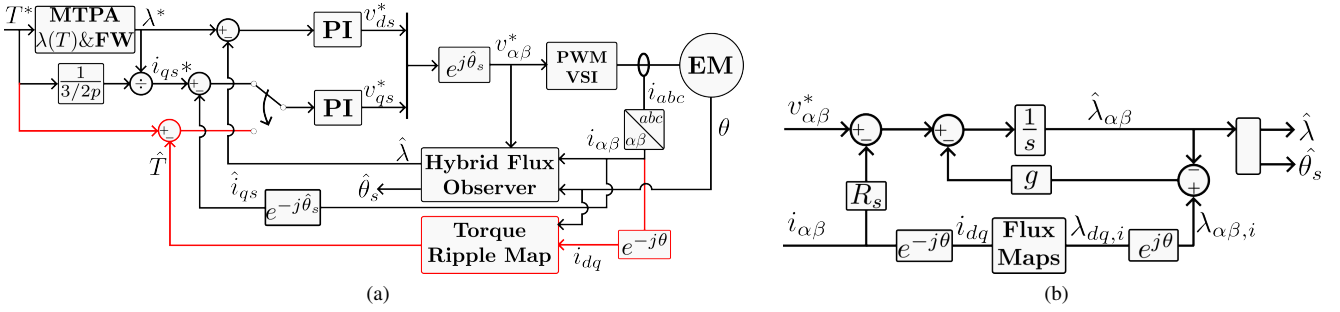 T* MTPA λ*
λ(T)&FW
+ −
PI
v*ds
1
3/2p
÷
iqs*
+ −
PI
v*qs
e^jθ̂s
v*αβ
PWM
VSI
EM
iabc
abc
αβ
iαβ
θ
+ −
T̂
λ̂
Hybrid Flux
Observer
θ̂s
îqs
e^−jθ̂s
Torque
Ripple Map
idq
e^−jθ
(a)
v*αβ
+ −
+ −
1
s
λ̂αβ
λ̂
θ̂s
g
−
+
Rs
iαβ
e^−jθ
idq
Flux
Maps
λdq,i
e^jθ
λαβ,i
(b)